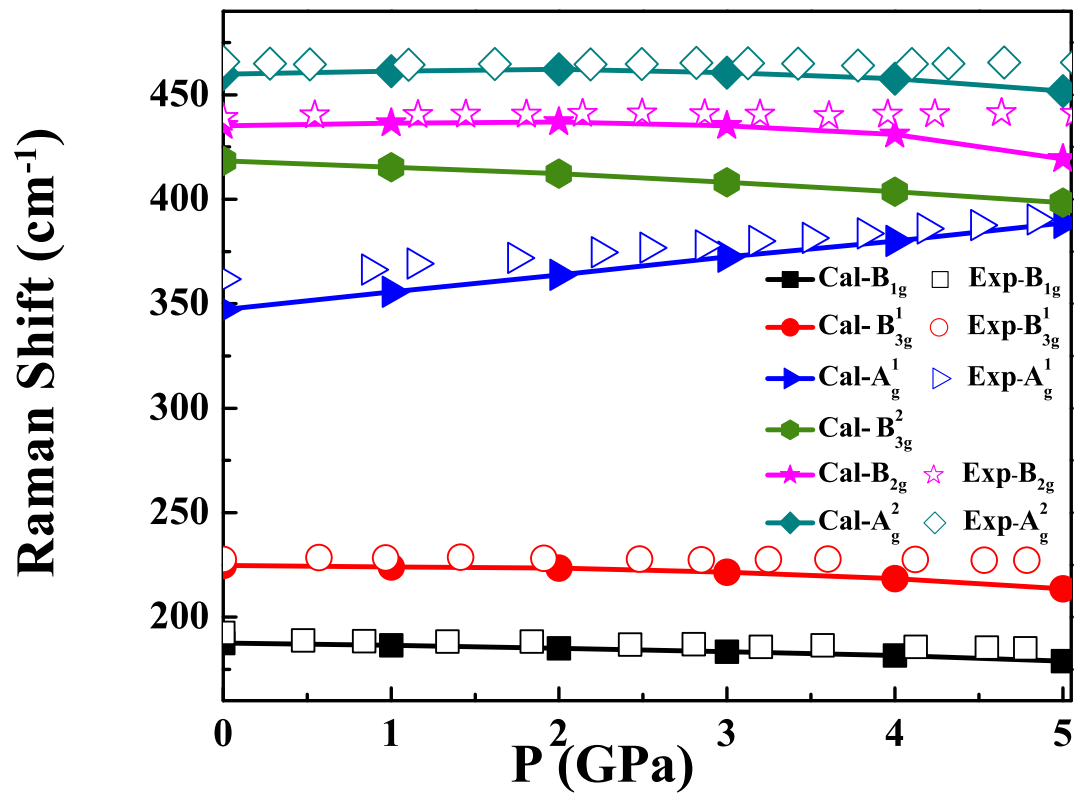 Raman Shift (cm⁻¹)
450
400
350
300
250
200
0 1 2 3 4 5
P (GPa)
Cal-B₁g Exp-B₁g
Cal- B¹₃g Exp-B¹₃g
Cal-A¹g Exp-A¹g
Cal- B²₃g
Cal-B₂g Exp-B₂g
Cal-A²g Exp-A²g